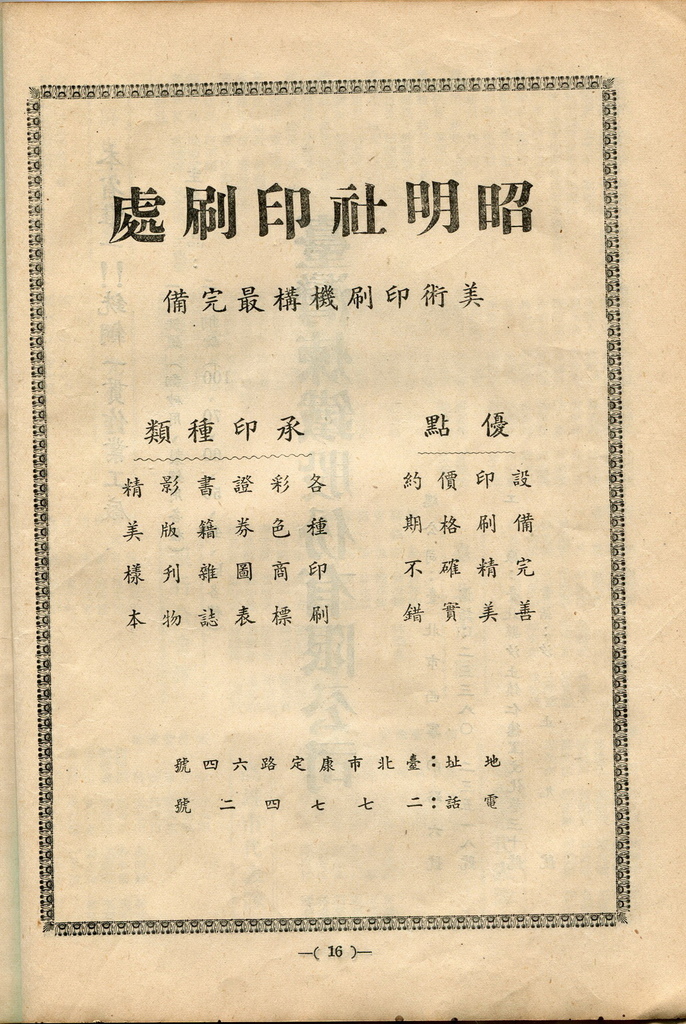 昭明社印刷處
美術印刷機構最完備
優點
設備完善
印刷精美
價格確實
約期不錯
承印種類
各種印刷
彩色商標
證券圖表
書籍雜誌
影版刊物
精美樣本
地址：臺北市康定路六四號
電話：二七七四二號
—( 16 )—